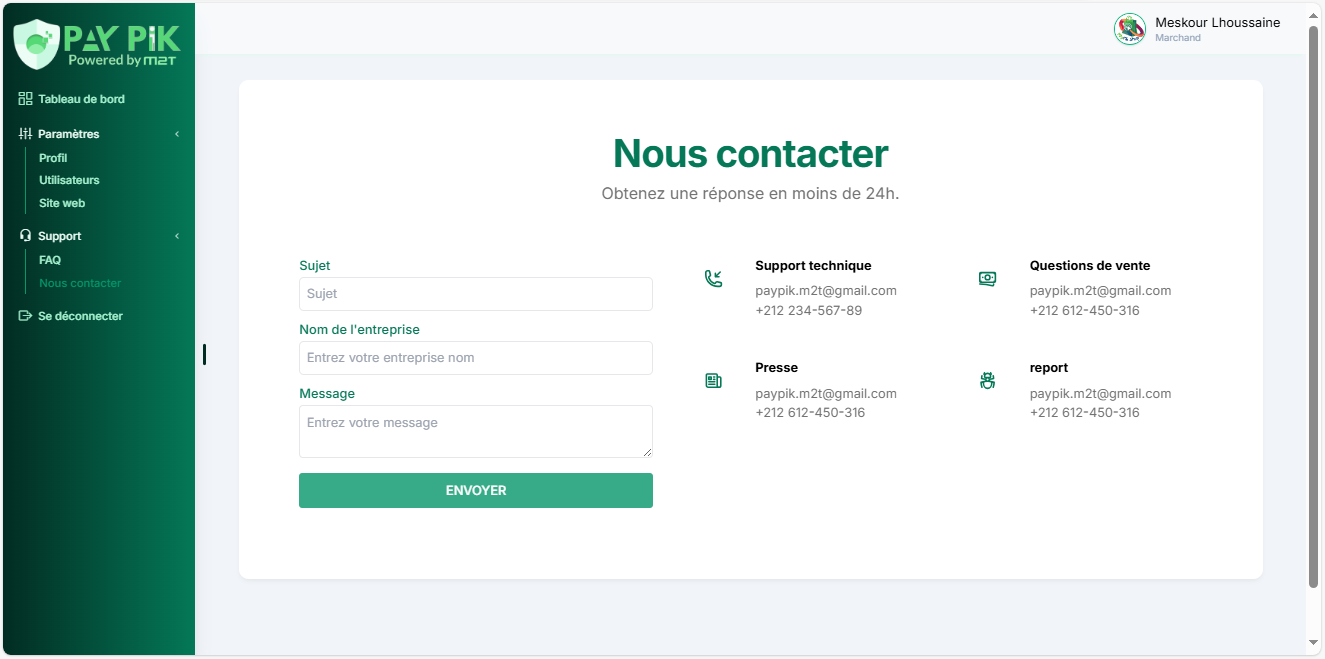 PAY PIK
Powered by M2T
Tableau de bord
Paramètres
Profil
Utilisateurs
Site web
Support
FAQ
Nous contacter
Se déconnecter
Meskour Lhoussaine
Marchand
Nous contacter
Obtenez une réponse en moins de 24h.
Sujet
Sujet
Nom de l'entreprise
Entrez votre entreprise nom
Message
Entrez votre message
ENVOYER
Support technique
paypik.m2t@gmail.com
+212 234-567-89
Questions de vente
paypik.m2t@gmail.com
+212 612-450-316
Presse
paypik.m2t@gmail.com
+212 612-450-316
report
paypik.m2t@gmail.com
+212 612-450-316